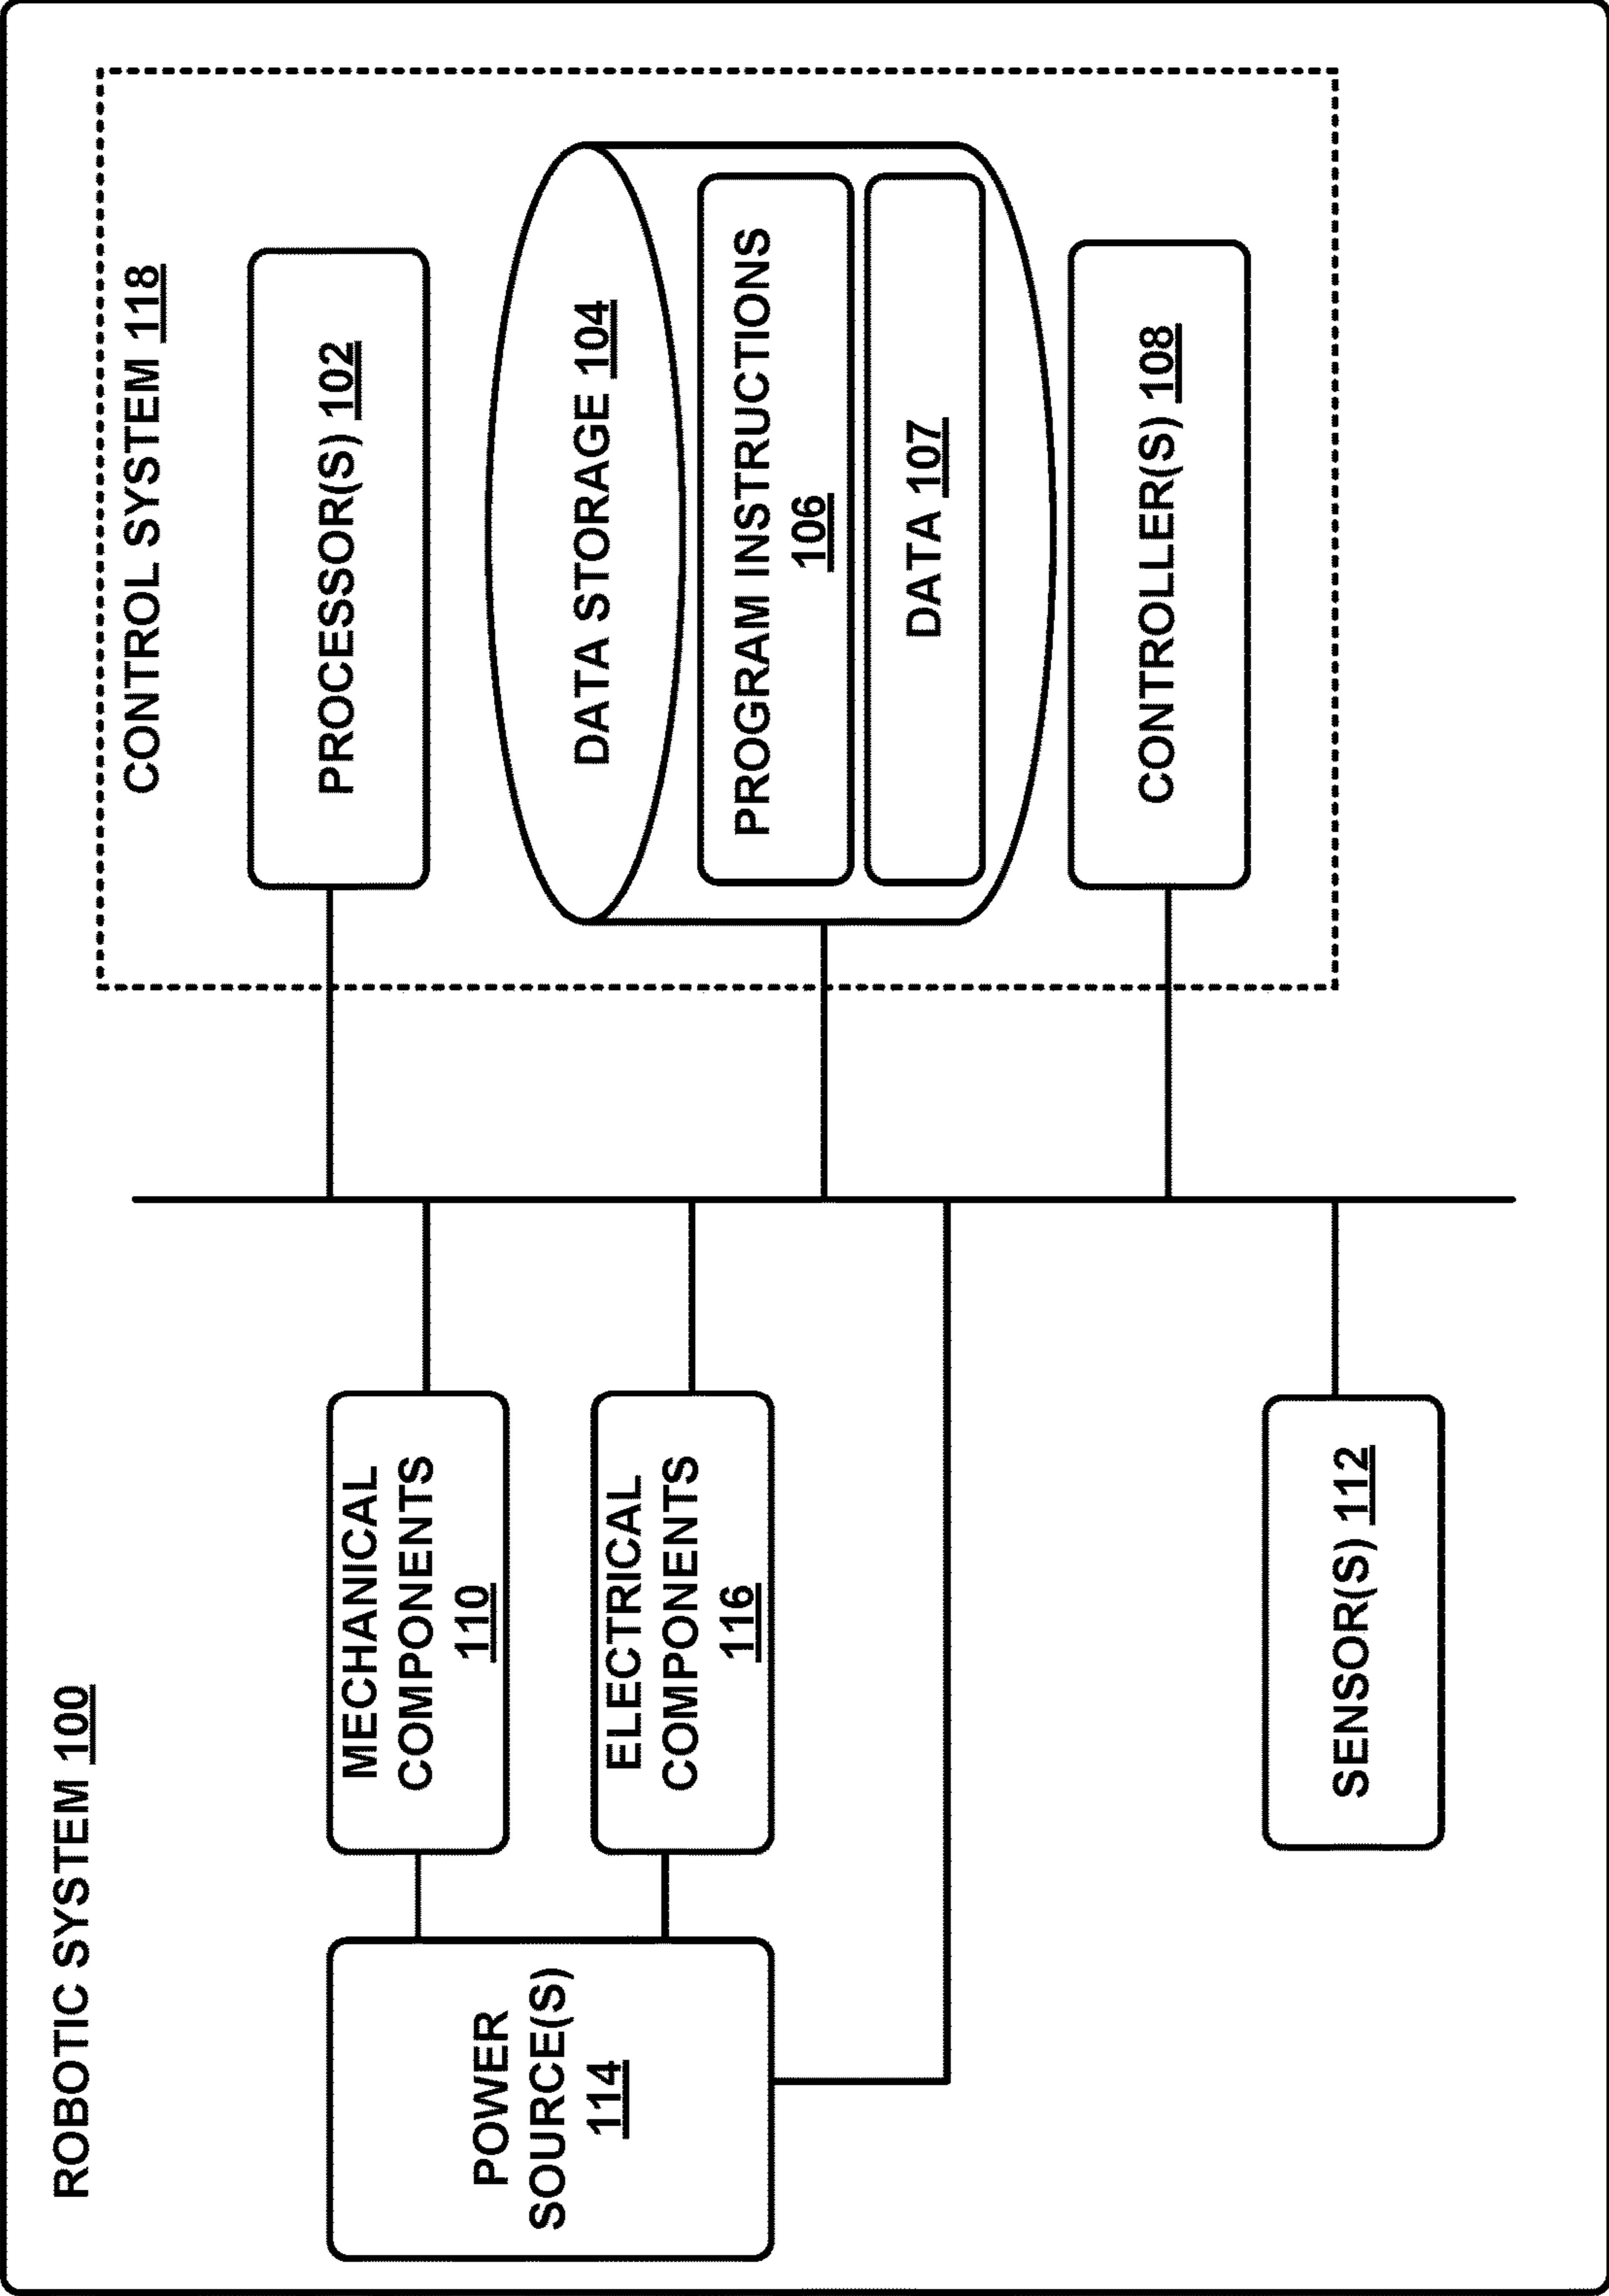 ROBOTIC SYSTEM 100
CONTROL SYSTEM 118
PROCESSOR(S) 102
MECHANICAL
COMPONENTS
110
POWER
SOURCE(S)
114
ELECTRICAL
COMPONENTS
116
DATA STORAGE 104
PROGRAM INSTRUCTIONS
106
DATA 107
CONTROLLER(S) 108
SENSOR(S) 112